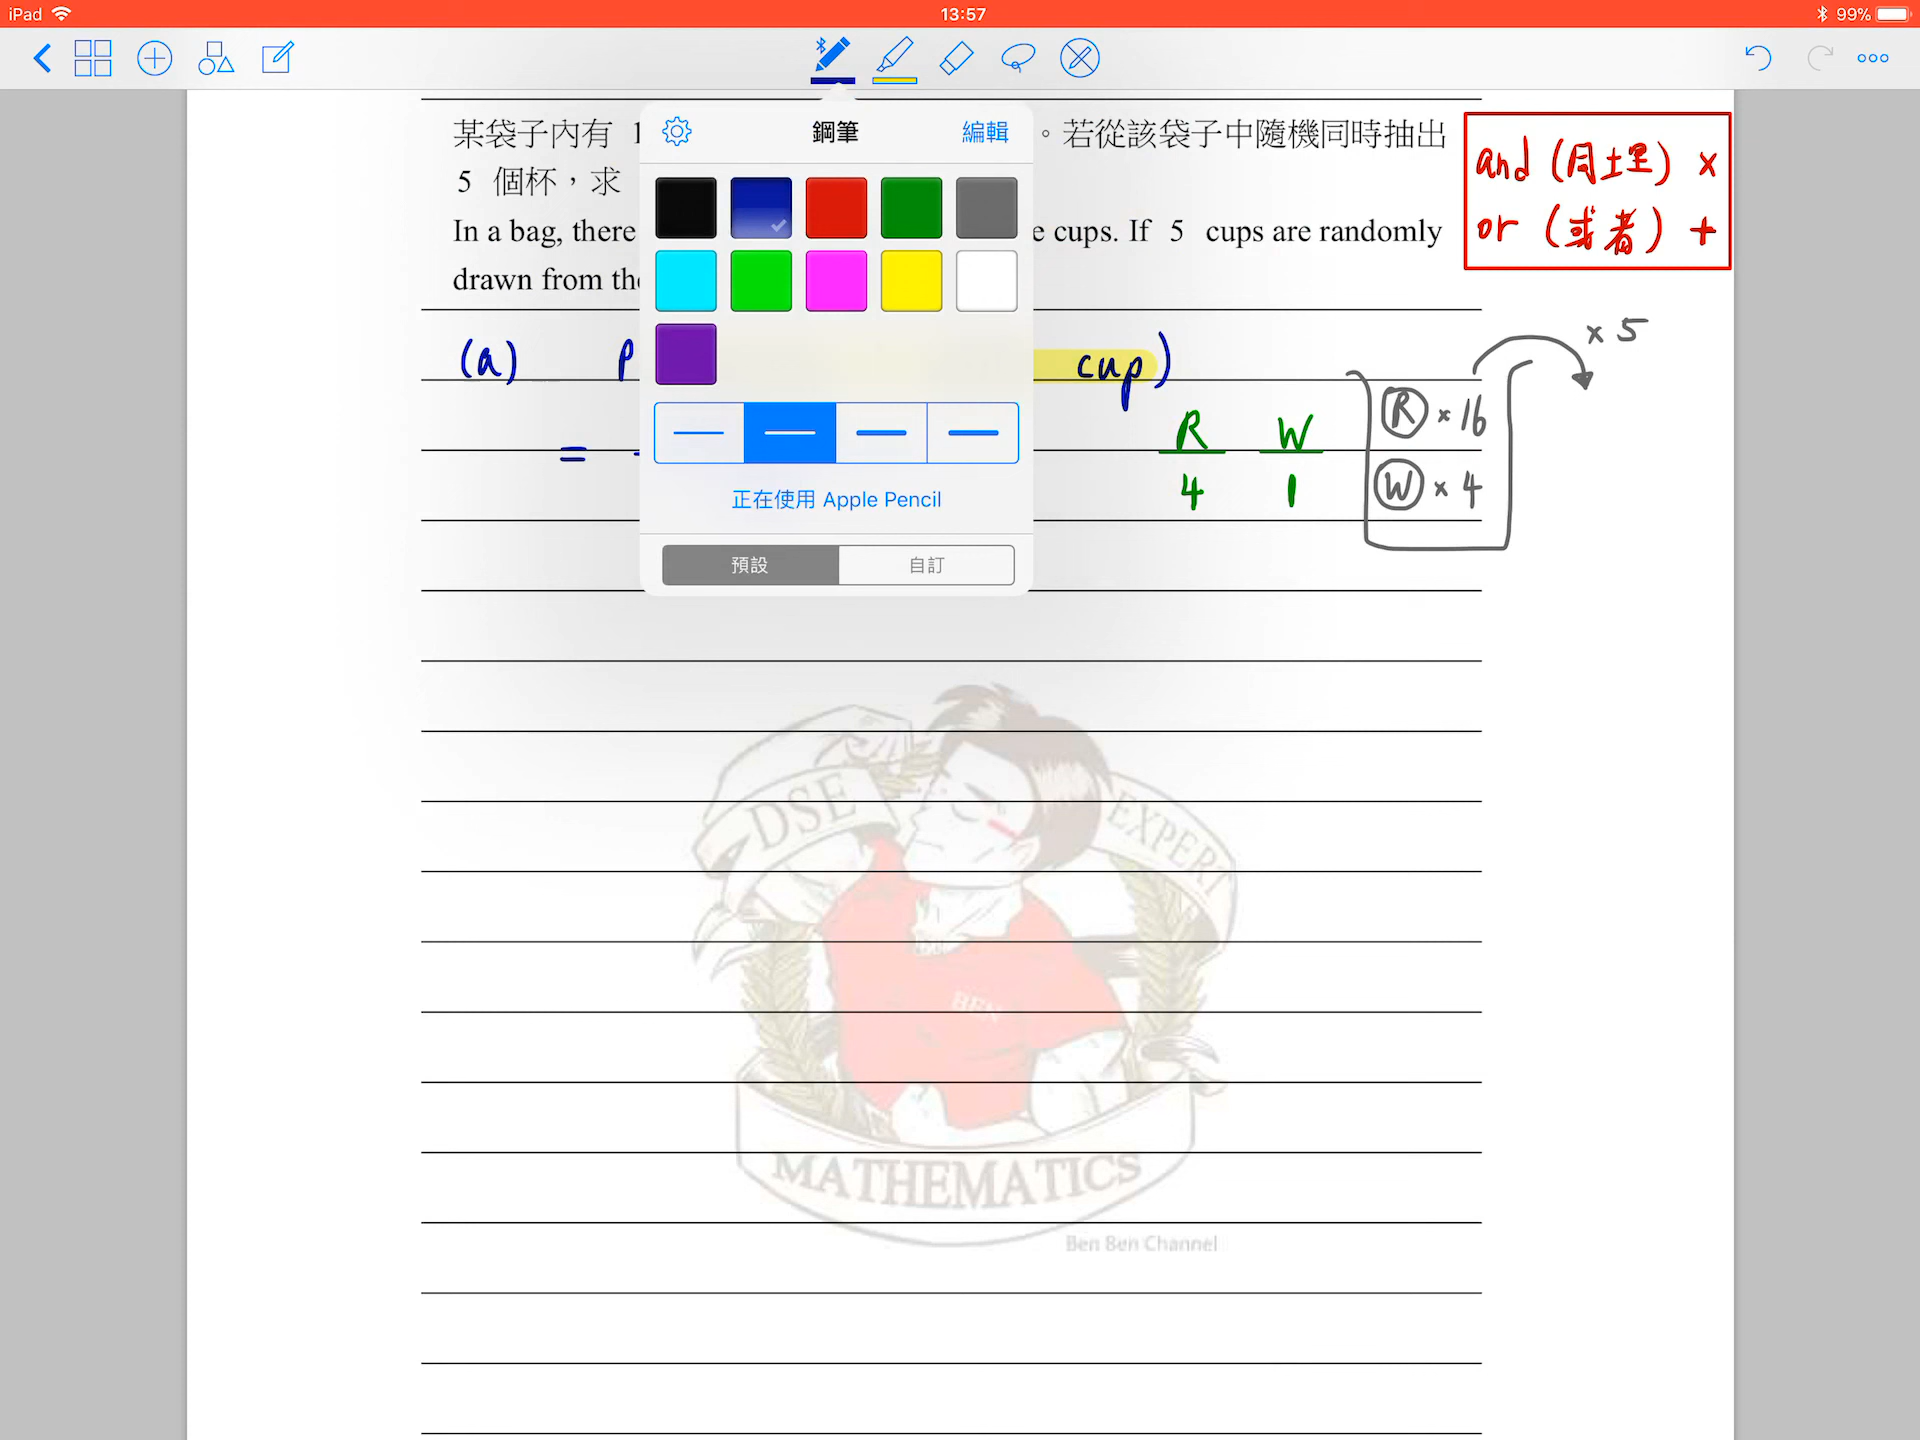 iPad 13:57 99%
鋼筆 編輯
某袋子內有 1 。若從該袋子中隨機同時抽出
5 個杯，求
In a bag, there e cups. If 5 cups are randomly
drawn from the
and (同埋) ×
or (或者) +
(a) P cup)
× 5
R W
4 1
=
R × 16
W × 4
正在使用 Apple Pencil
預設 自訂
DSE EXPERT
BEN
MATHEMATICS
Ben Ben Channel